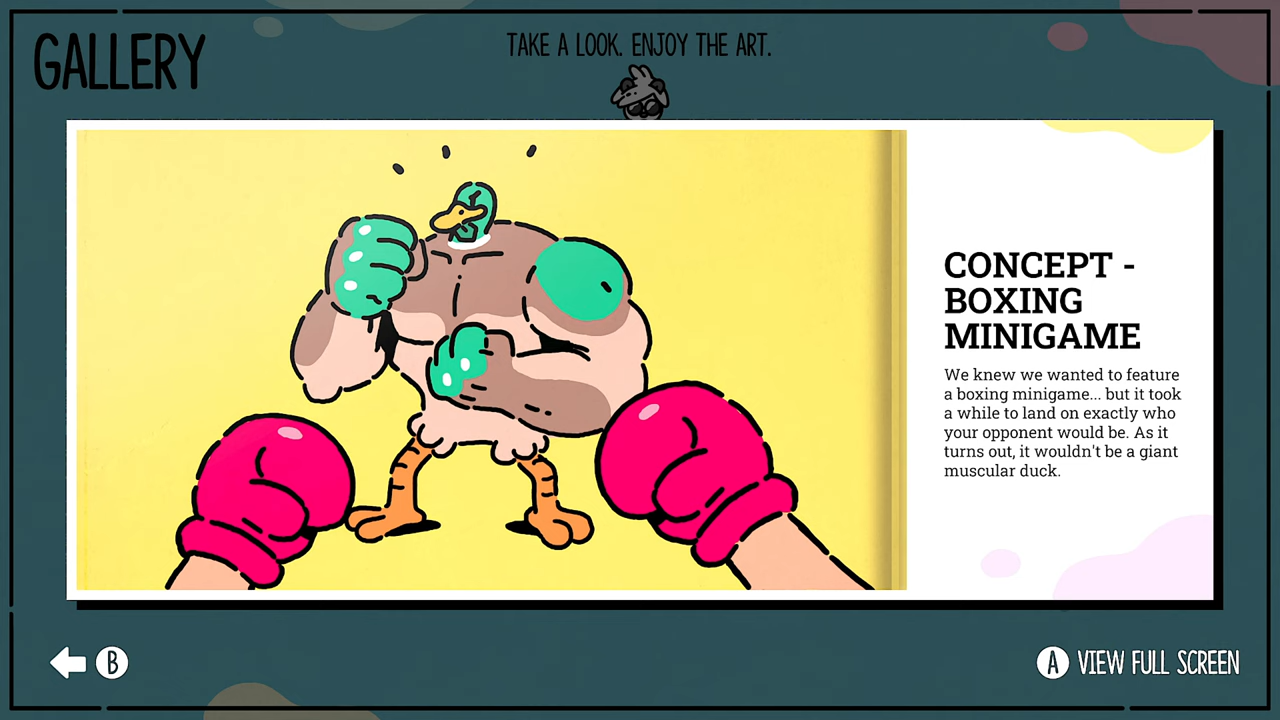 GALLERY
TAKE A LOOK. ENJOY THE ART.
CONCEPT -
BOXING
MINIGAME
We knew we wanted to feature
a boxing minigame... but it took
a while to land on exactly who
your opponent would be. As it
turns out, it wouldn't be a giant
muscular duck.
B
A VIEW FULL SCREEN